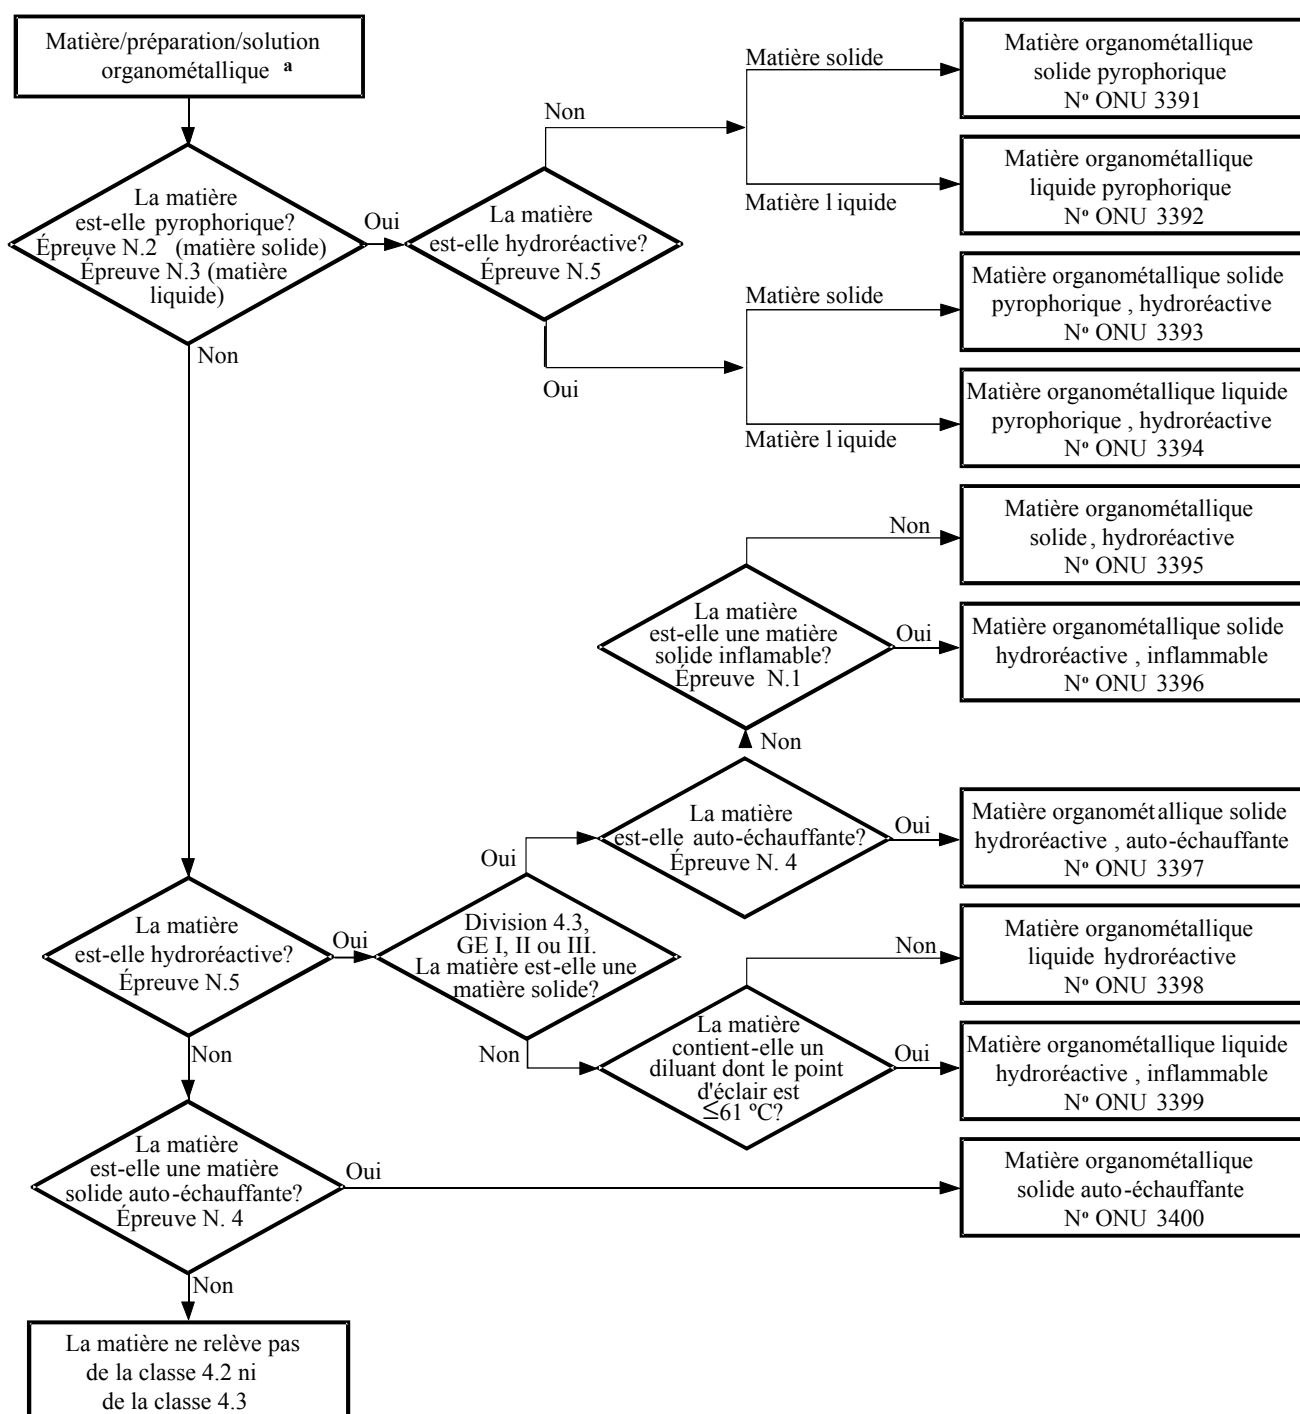 Matière/préparation/solution
organométallique a
La matière
est-elle pyrophorique?
Épreuve N.2 (matière solide)
Épreuve N.3 (matière
liquide)
Oui
Non
La matière
est-elle hydroréactive?
Épreuve N.5
Non
Oui
Matière solide
Matière liquide
Matière organométallique
solide pyrophorique
Nº ONU 3391
Matière organométallique
liquide pyrophorique
Nº ONU 3392
Matière solide
Matière liquide
Matière organométallique solide
pyrophorique , hydroréactive
Nº ONU 3393
Matière organométallique liquide
pyrophorique , hydroréactive
Nº ONU 3394
Non
Matière organométallique
solide, hydroréactive
Nº ONU 3395
La matière
est-elle une matière
solide inflamable?
Épreuve N.1
Oui
Matière organométallique solide
hydroréactive , inflammable
Nº ONU 3396
Non
La matière
est-elle auto-échauffante?
Épreuve N. 4
Oui
Matière organométallique solide
hydroréactive , auto-échauffante
Nº ONU 3397
La matière
est-elle hydroréactive?
Épreuve N.5
Oui
Non
Division 4.3,
GE I, II ou III.
La matière est-elle une
matière solide?
Oui
Non
Non
Matière organométallique
liquide hydroréactive
Nº ONU 3398
La matière
contient-elle un
diluant dont le point
d'éclair est
≤61 ºC?
Oui
Matière organométallique liquide
hydroréactive , inflammable
Nº ONU 3399
La matière
est-elle une matière
solide auto-échauffante?
Épreuve N. 4
Oui
Matière organométallique
solide auto-échauffante
Nº ONU 3400
Non
La matière ne relève pas
de la classe 4.2 ni
de la classe 4.3